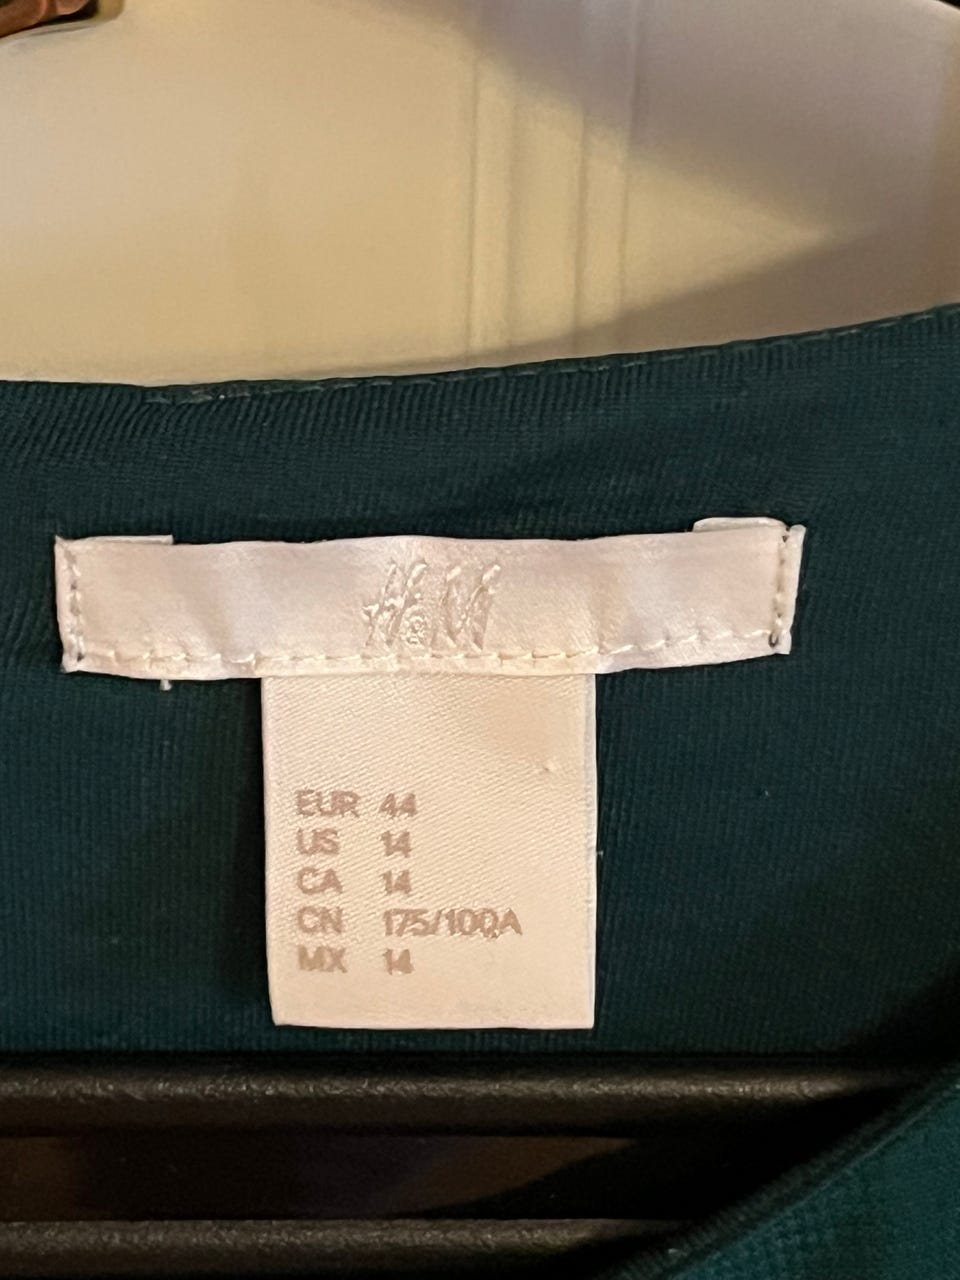 H&M
EUR 44
US 14
CA 14
CN 175/100A
MX 14